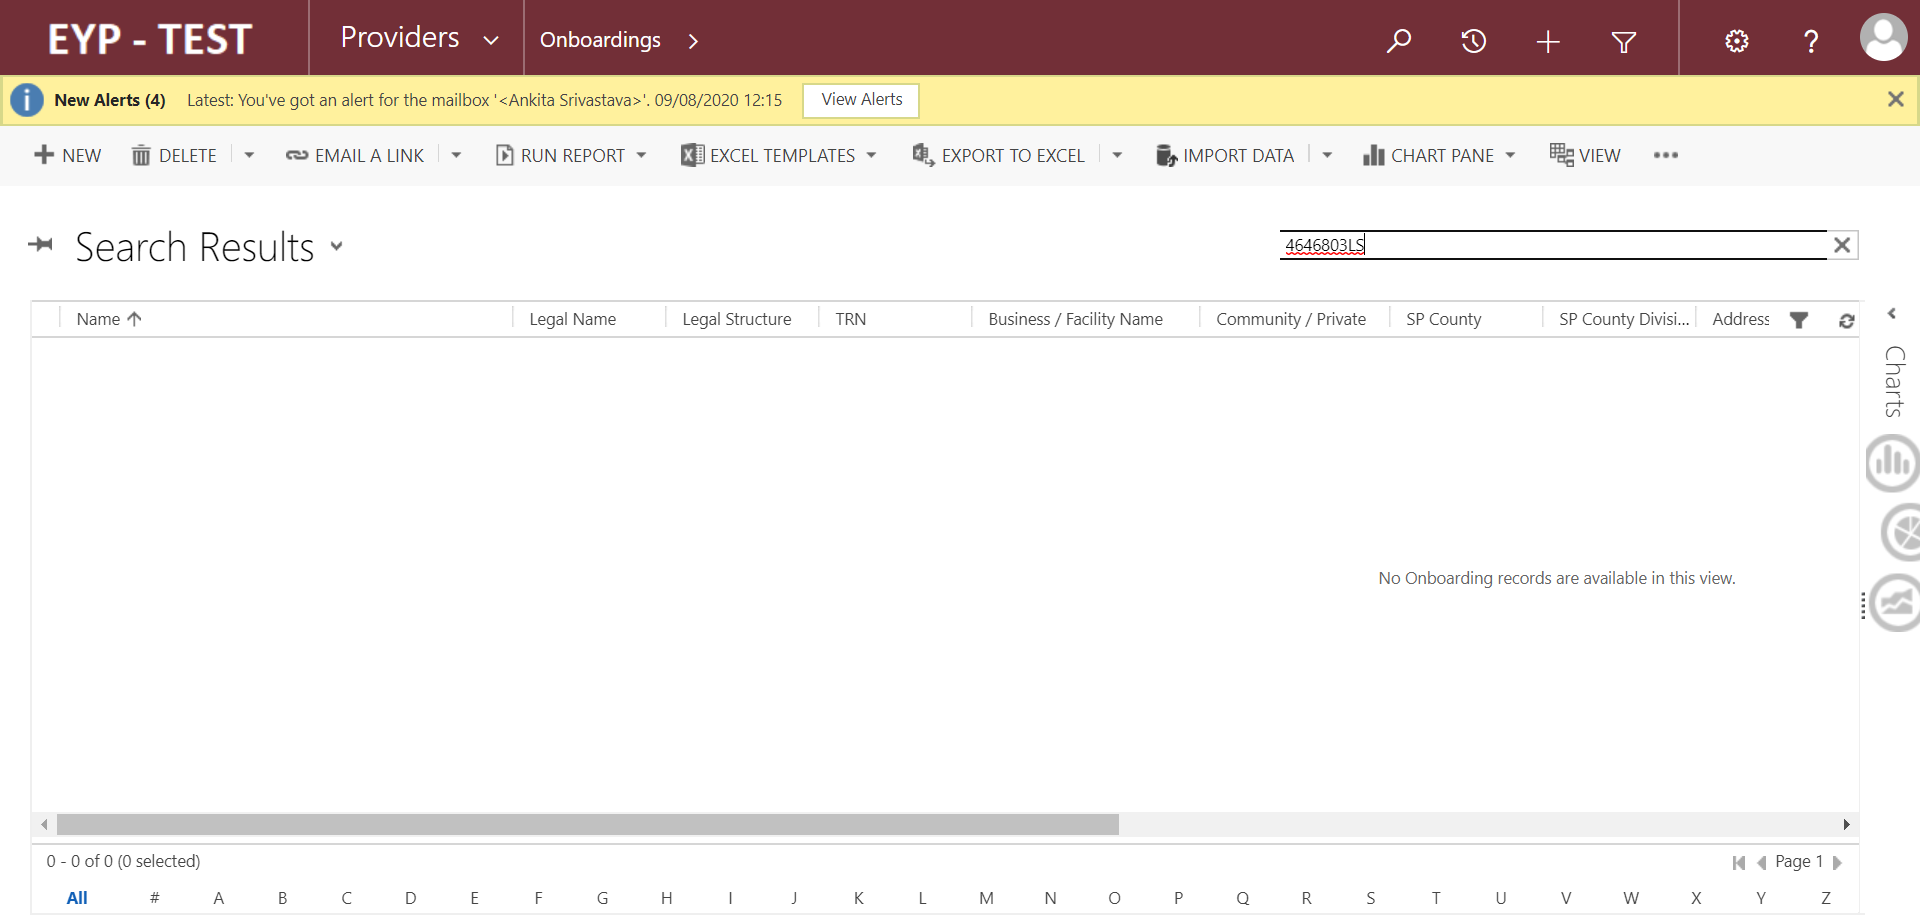 EYP - TEST Providers Onboardings
New Alerts (4) Latest: You've got an alert for the mailbox '<Ankita Srivastava>'. 09/08/2020 12:15 View Alerts
NEW DELETE EMAIL A LINK RUN REPORT EXCEL TEMPLATES EXPORT TO EXCEL IMPORT DATA CHART PANE VIEW
Search Results 4646803LS
Name Legal Name Legal Structure TRN Business / Facility Name Community / Private SP County SP County Divisi... Address
Charts
No Onboarding records are available in this view.
0 - 0 of 0 (0 selected) Page 1
All # A B C D E F G H I J K L M N O P Q R S T U V W X Y Z